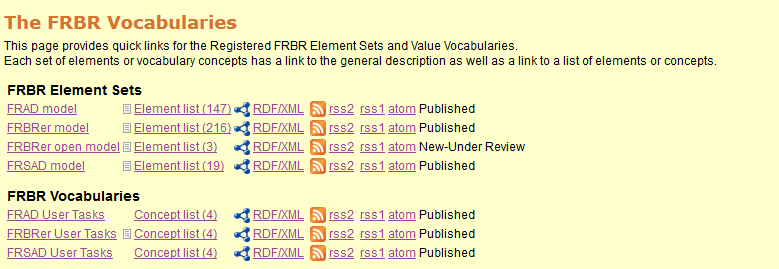 The FRBR Vocabularies
This page provides quick links for the Registered FRBR Element Sets and Value Vocabularies.
Each set of elements or vocabulary concepts has a link to the general description as well as a link to a list of elements or concepts.
FRBR Element Sets
FRAD model Element list (147) RDF/XML rss2 rss1 atom Published
FRBRer model Element list (216) RDF/XML rss2 rss1 atom Published
FRBRer open model Element list (3) RDF/XML rss2 rss1 atom New-Under Review
FRSAD model Element list (19) RDF/XML rss2 rss1 atom Published
FRBR Vocabularies
FRAD User Tasks Concept list (4) RDF/XML rss2 rss1 atom Published
FRBRer User Tasks Concept list (4) RDF/XML rss2 rss1 atom Published
FRSAD User Tasks Concept list (4) RDF/XML rss2 rss1 atom Published